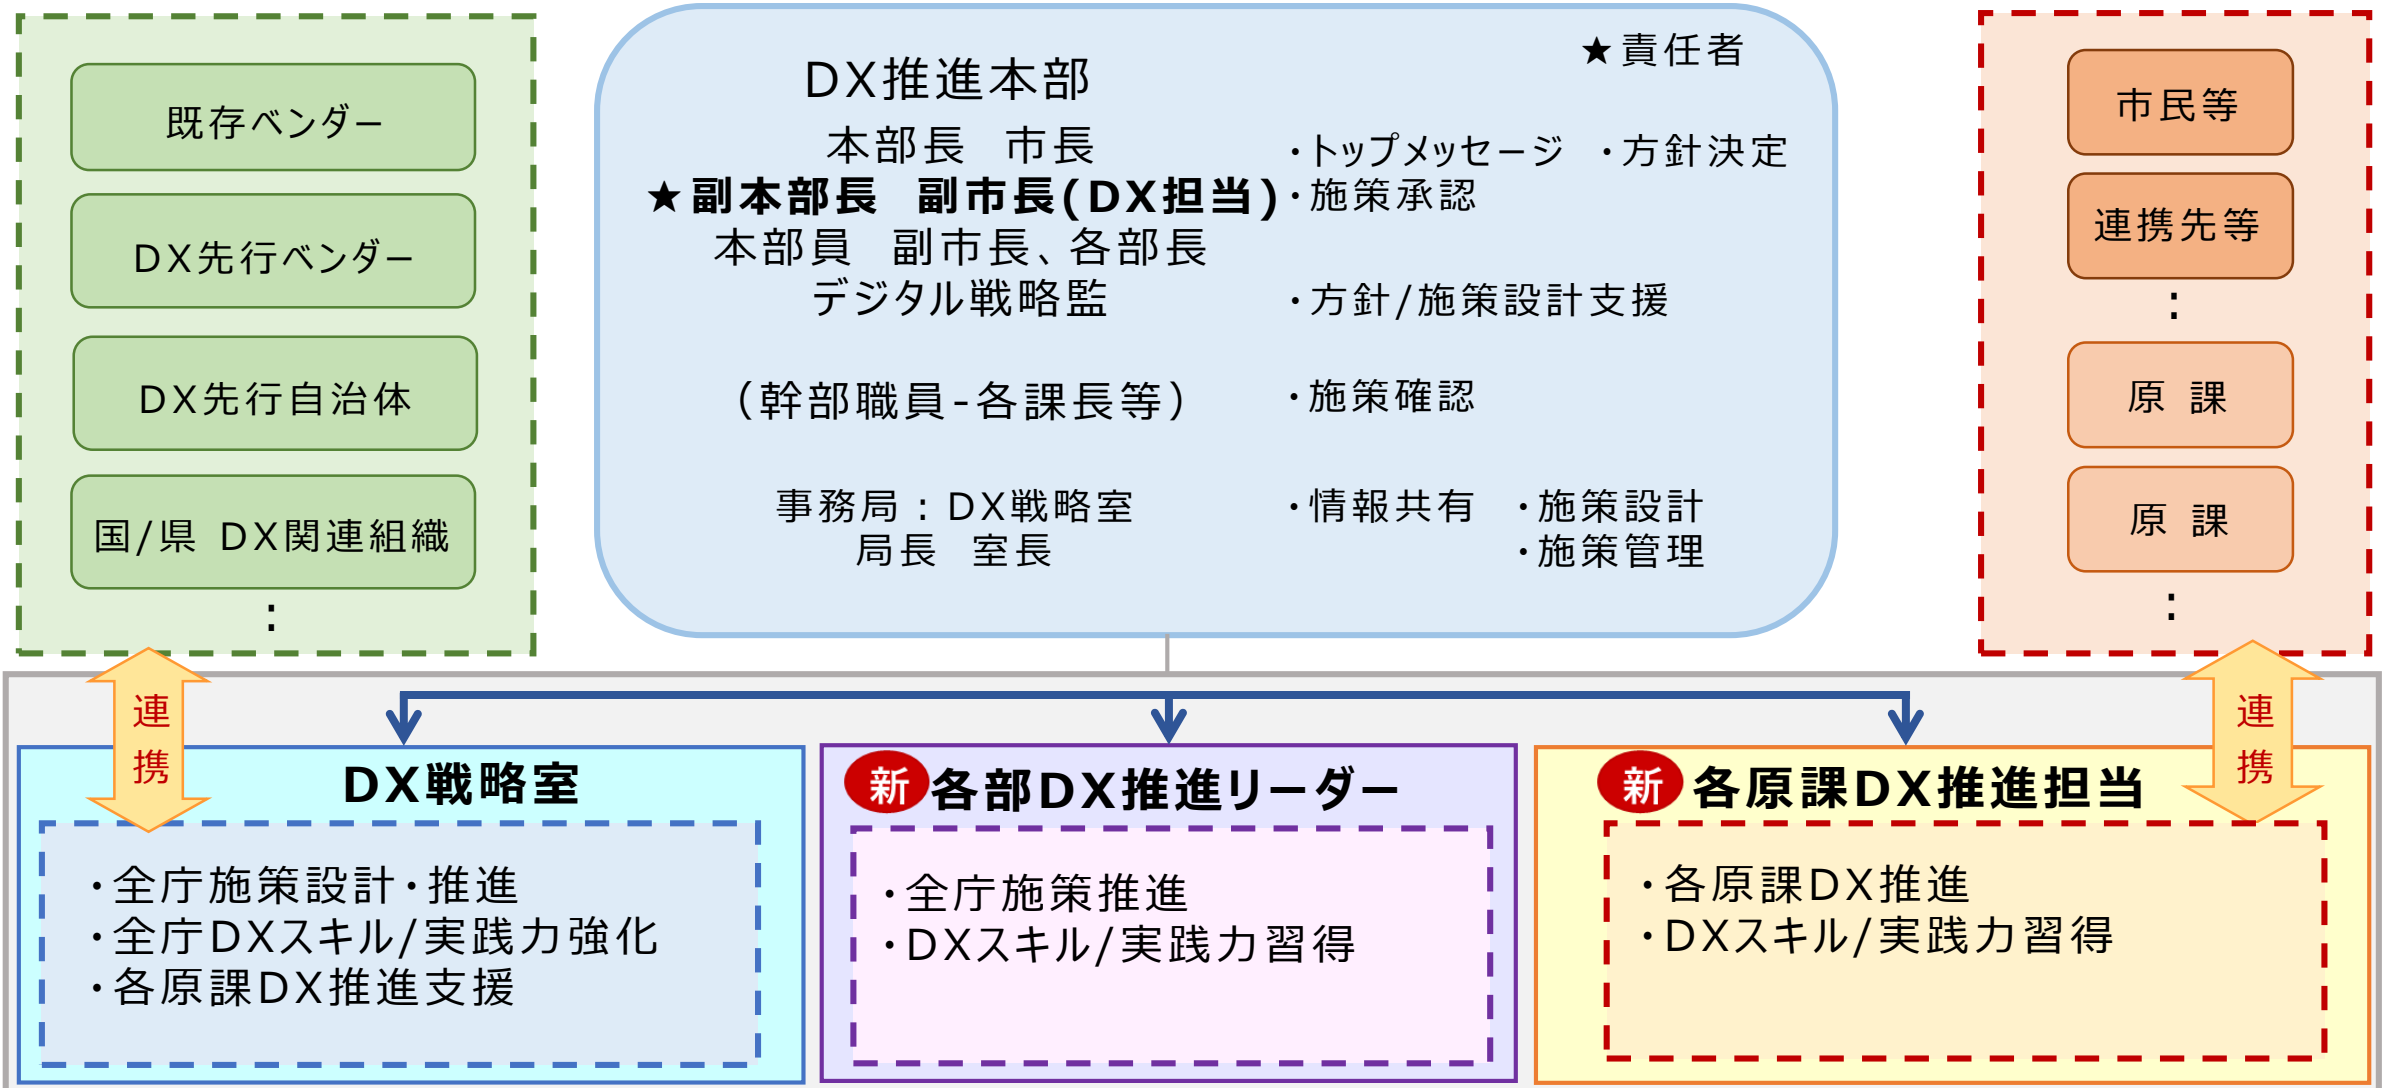 既存ベンダー
DX先行ベンダー
DX先行自治体
国/県 DX関連組織
:
★責任者
DX推進本部
本部長 市長 ・トップメッセージ ・方針決定
★副本部長 副市長(DX担当)・施策承認
本部員 副市長、各部長
デジタル戦略監 ・方針/施策設計支援
(幹部職員-各課長等) ・施策確認
事務局:DX戦略室 ・情報共有 ・施策設計
局長 室長 ・施策管理
市民等
連携先等
:
原 課
原 課
:
連携
連携
DX戦略室
・全庁施策設計・推進
・全庁DXスキル/実践力強化
・各原課DX推進支援
新 各部DX推進リーダー
・全庁施策推進
・DXスキル/実践力習得
新 各原課DX推進担当
・各原課DX推進
・DXスキル/実践力習得